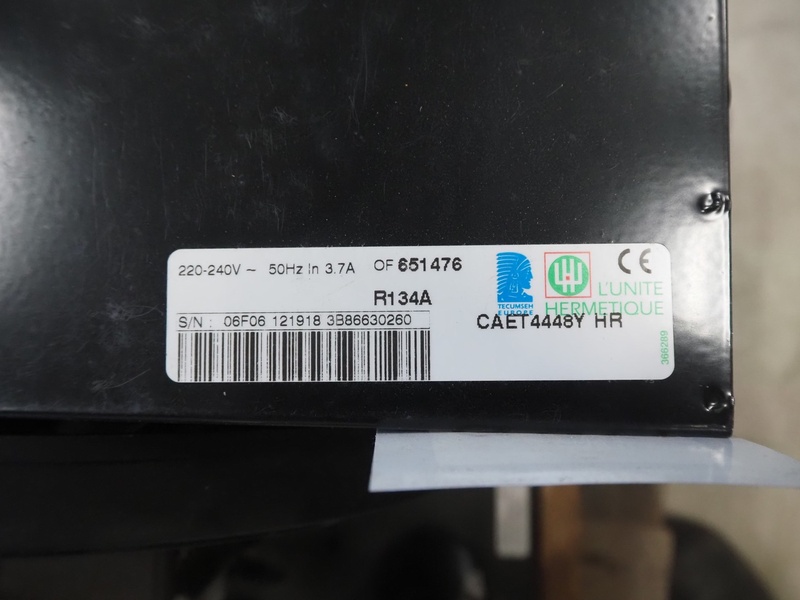 220-240V ~ 50Hz In 3.7A OF 651476
R134A
S/N : 06F06 121918 3B86630260
TECUMSEH
EUROPE
CE
L'UNITE
HERMETIQUE
CAET4448Y HR
366289